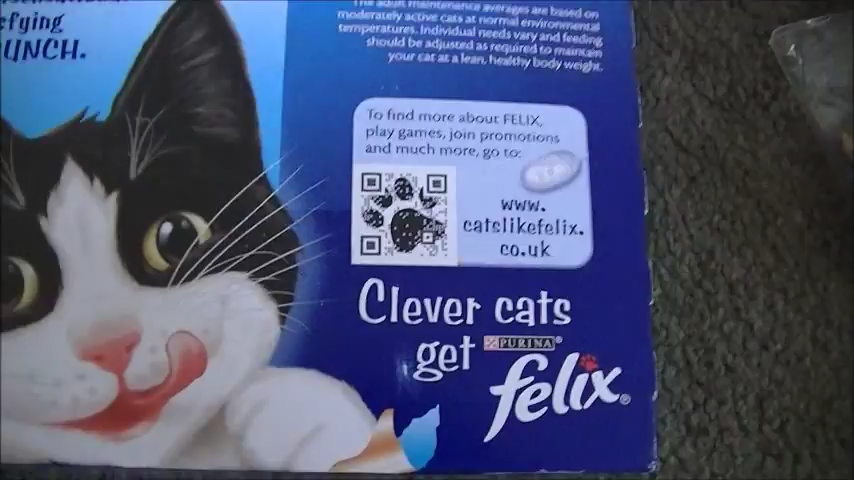 efying
UNCH.
The adult maintenance averages are based on
moderately active cats at normal environmental
temperatures. Individual needs vary and feeding
should be adjusted as required to maintain
your cat at a lean, healthy body weight.
To find more about FELIX,
play games, join promotions
and much more, go to:
www.
catslikefelix.
co.uk
Clever cats
get PURINA®
felix®